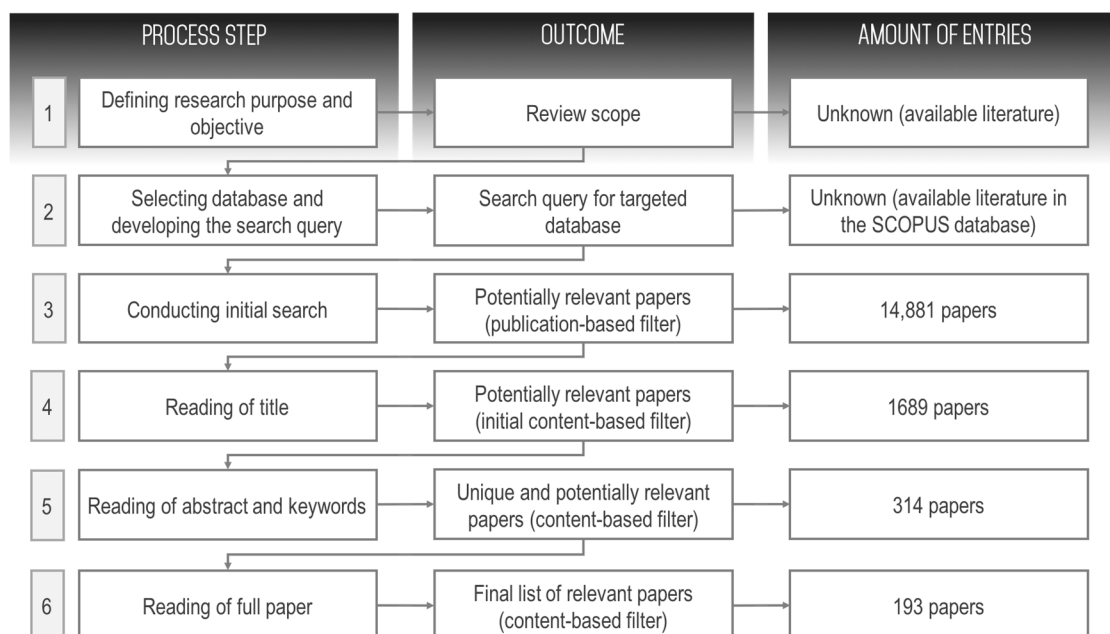 PROCESS STEP
OUTCOME
AMOUNT OF ENTRIES
1
Defining research purpose and
objective
Review scope
Unknown (available literature)
2
Selecting database and
developing the search query
Search query for targeted
database
Unknown (available literature in
the SCOPUS database)
3
Conducting initial search
Potentially relevant papers
(publication-based filter)
14,881 papers
4
Reading of title
Potentially relevant papers
(initial content-based filter)
1689 papers
5
Reading of abstract and keywords
Unique and potentially relevant
papers (content-based filter)
314 papers
6
Reading of full paper
Final list of relevant papers
(content-based filter)
193 papers